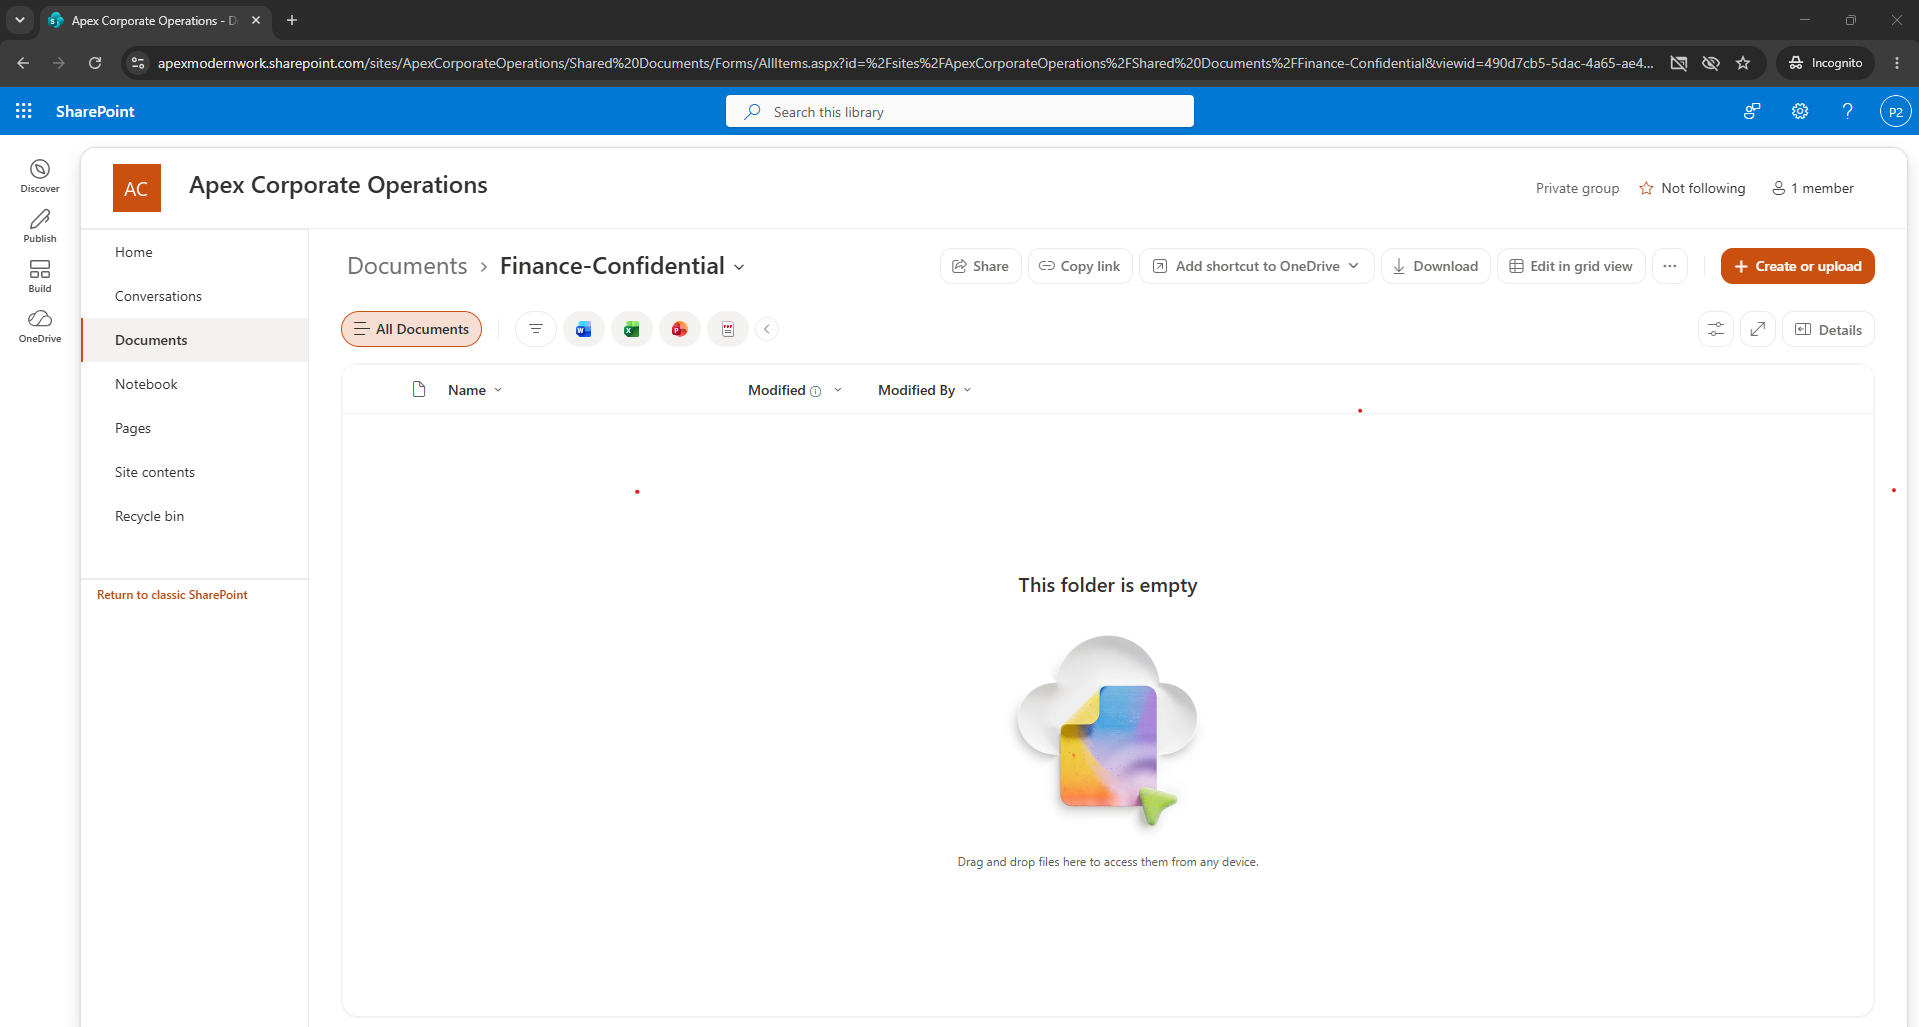 Apex Corporate Operations - D
apexmodernwork.sharepoint.com/sites/ApexCorporateOperations/Shared%20Documents/Forms/AllItems.aspx?id=%2Fsites%2FApexCorporateOperations%2FShared%20Documents%2FFinance-Confidential&viewid=490d7cb5-5dac-4a65-ae4...
Incognito
SharePoint
Search this library
P2
Discover
Publish
Build
OneDrive
AC
Apex Corporate Operations
Private group
Not following
1 member
Home
Conversations
Documents
Notebook
Pages
Site contents
Recycle bin
Return to classic SharePoint
Documents > Finance-Confidential
Share
Copy link
Add shortcut to OneDrive
Download
Edit in grid view
...
+ Create or upload
All Documents
Details
Name
Modified
Modified By
This folder is empty
Drag and drop files here to access them from any device.